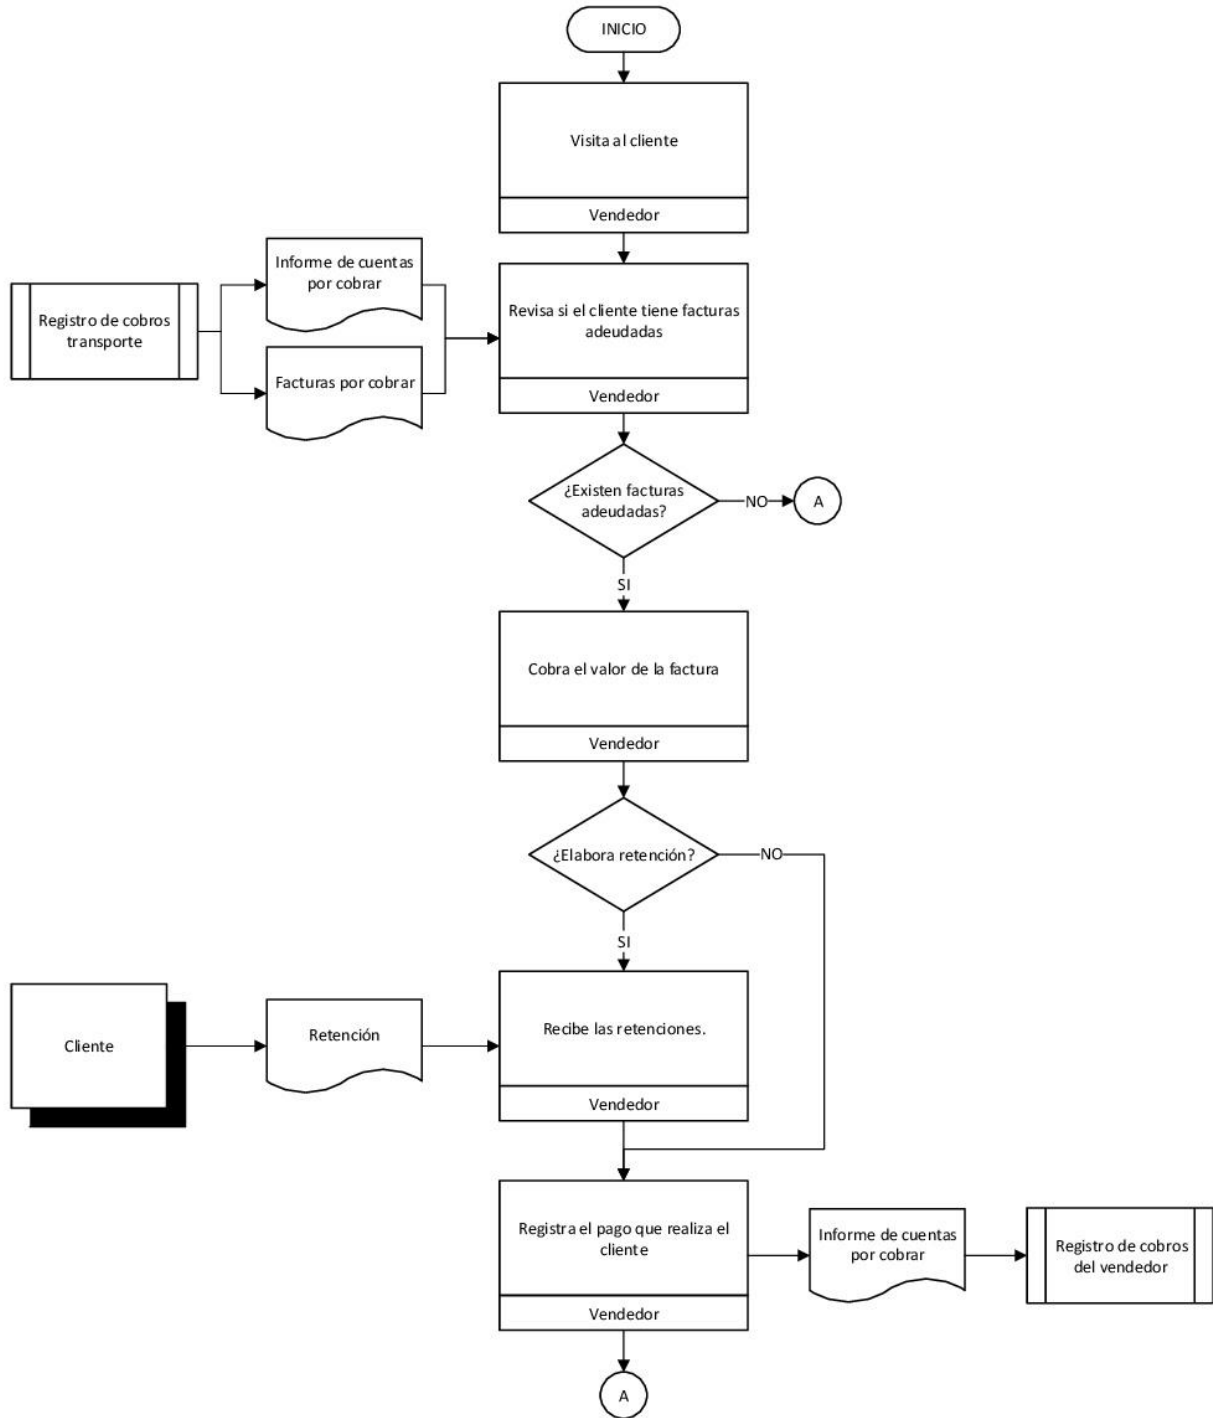 INICIO
Visita al cliente
Vendedor
Informe de cuentas
por cobrar
Registro de cobros
transporte
Facturas por cobrar
Revisa si el cliente tiene facturas
adeudadas
Vendedor
¿Existen facturas
adeudadas?
NO
A
SI
Cobra el valor de la factura
Vendedor
¿Elabora retención?
NO
SI
Cliente
Retención
Recibe las retenciones.
Vendedor
Registra el pago que realiza el
cliente
Vendedor
Informe de cuentas
por cobrar
Registro de cobros
del vendedor
A